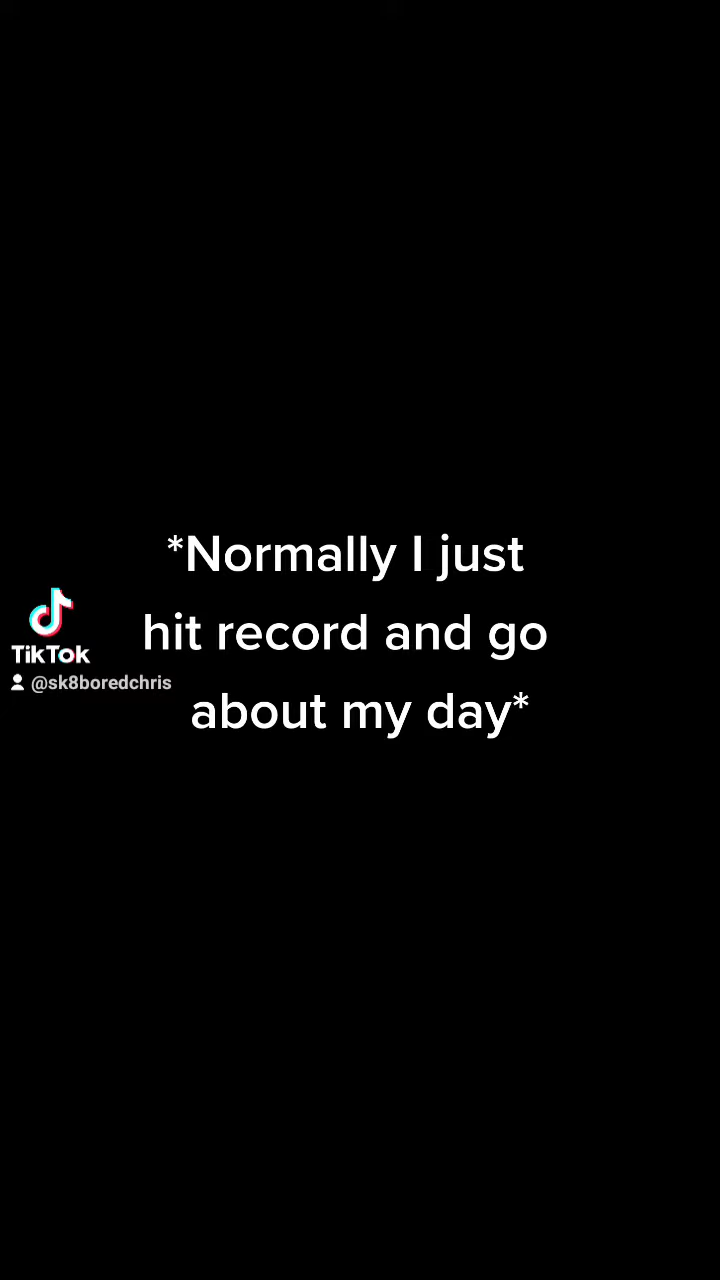 *Normally I just
hit record and go
about my day*
TikTok
@sk8boredchris